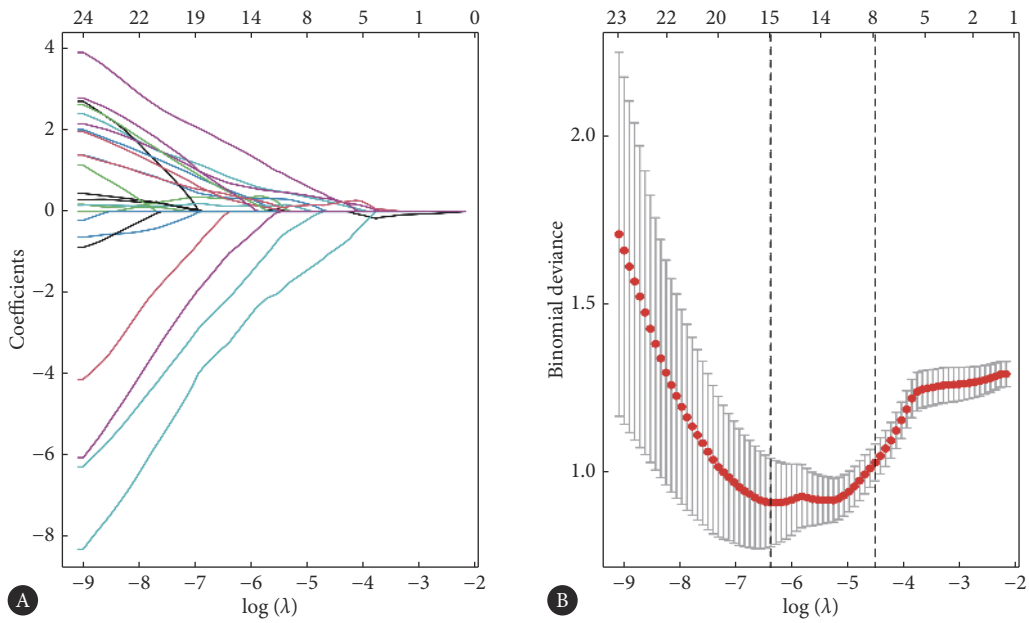 24 22 19 14 8 5 1 0
4
2
0
−2
−4
−6
−8
Coefficients
−9 −8 −7 −6 −5 −4 −3 −2
log (λ)
A
23 22 20 15 14 8 5 2 1
2.0
1.5
1.0
Binomial deviance
−9 −8 −7 −6 −5 −4 −3 −2
log (λ)
B